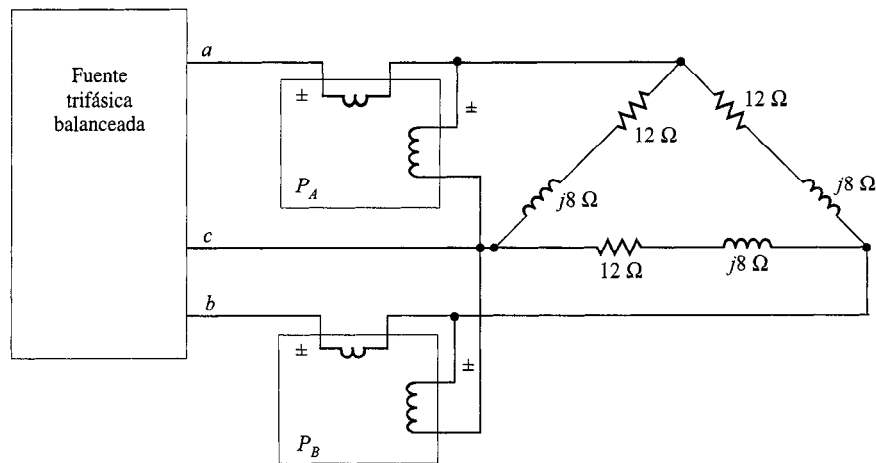 Fuente
trifásica
balanceada
a
±
±
P_A
12 Ω
12 Ω
j8 Ω
j8 Ω
c
12 Ω
j8 Ω
b
±
±
P_B